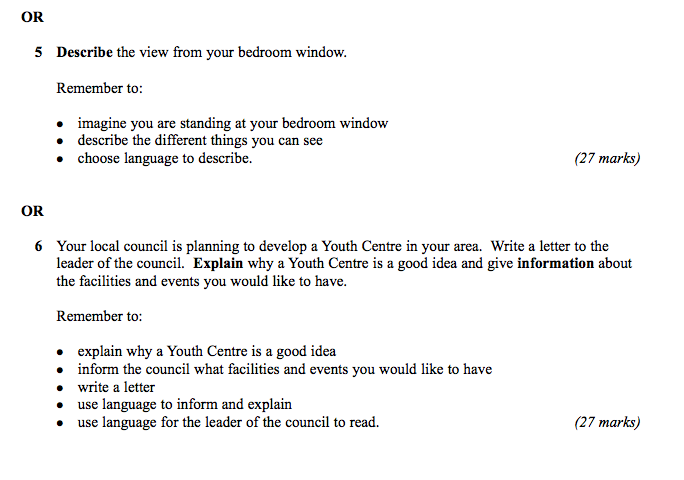 OR
5 Describe the view from your bedroom window.
Remember to:
• imagine you are standing at your bedroom window
• describe the different things you can see
• choose language to describe. (27 marks)
OR
6 Your local council is planning to develop a Youth Centre in your area. Write a letter to the
leader of the council. Explain why a Youth Centre is a good idea and give information about
the facilities and events you would like to have.
Remember to:
• explain why a Youth Centre is a good idea
• inform the council what facilities and events you would like to have
• write a letter
• use language to inform and explain
• use language for the leader of the council to read. (27 marks)